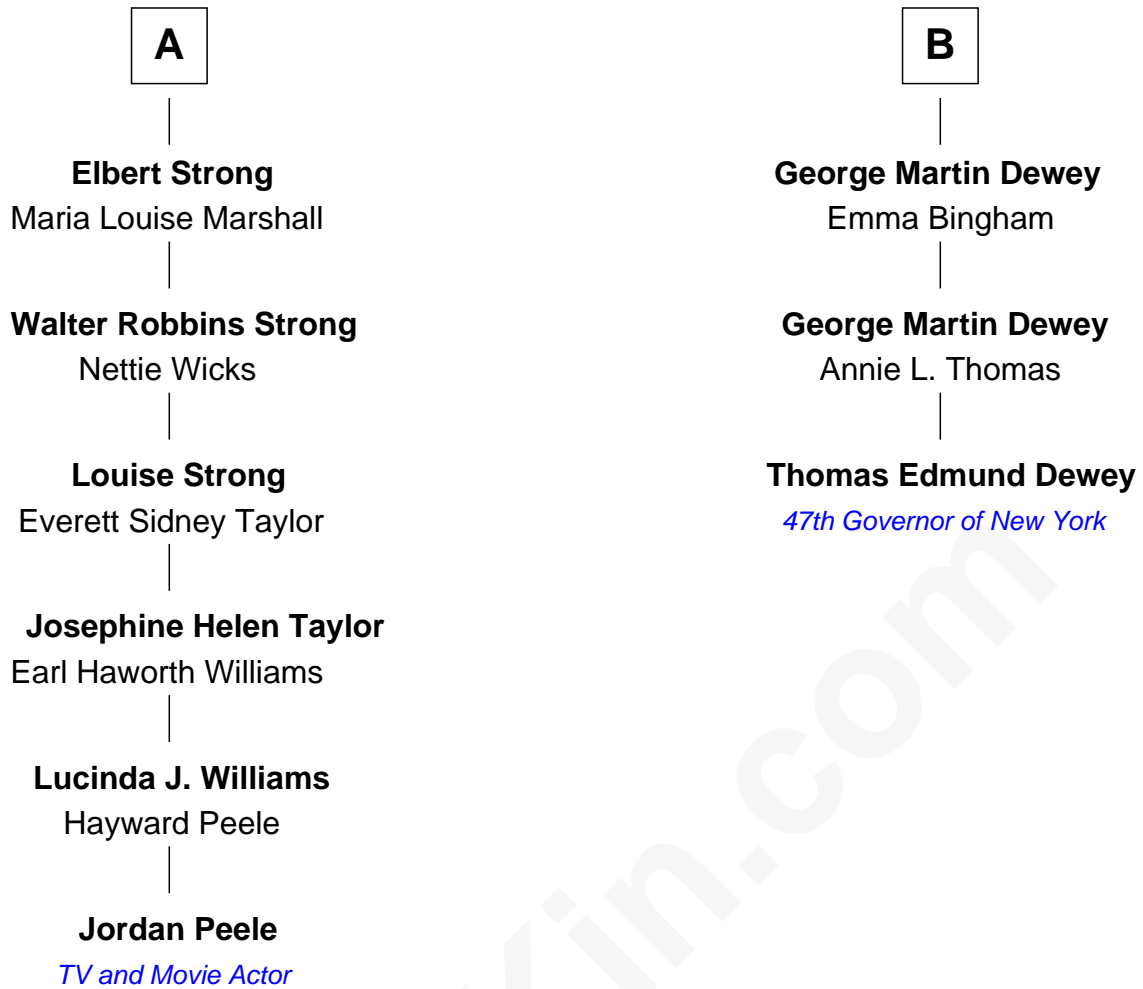 A
Elbert Strong
Maria Louise Marshall
Walter Robbins Strong
Nettie Wicks
Louise Strong
Everett Sidney Taylor
Josephine Helen Taylor
Earl Haworth Williams
Lucinda J. Williams
Hayward Peele
Jordan Peele
TV and Movie Actor
B
George Martin Dewey
Emma Bingham
George Martin Dewey
Annie L. Thomas
Thomas Edmund Dewey
47th Governor of New York